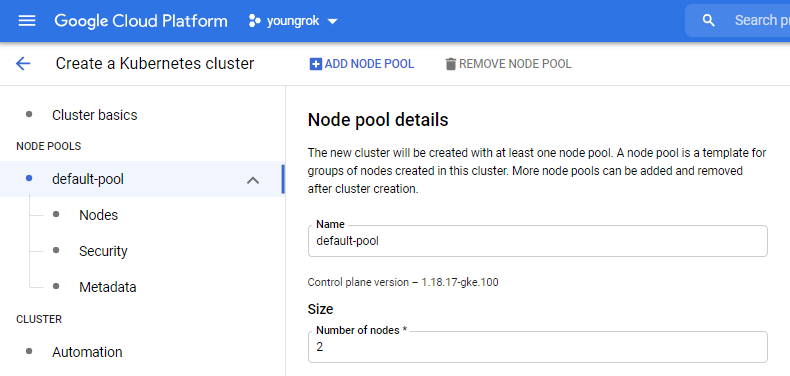 Google Cloud Platform
youngrok
Search pr
Create a Kubernetes cluster
ADD NODE POOL
REMOVE NODE POOL
Cluster basics
NODE POOLS
default-pool
Nodes
Security
Metadata
CLUSTER
Automation
Node pool details
The new cluster will be created with at least one node pool. A node pool is a template for
groups of nodes created in this cluster. More node pools can be added and removed
after cluster creation.
Name
default-pool
Control plane version – 1.18.17-gke.100
Size
Number of nodes *
2